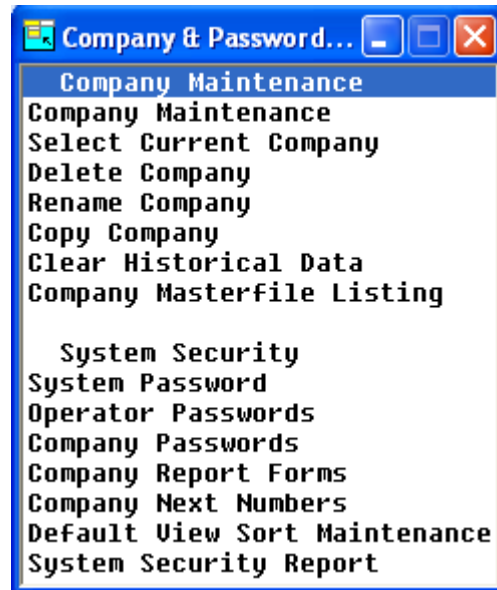 Company & Password...
Company Maintenance
Company Maintenance
Select Current Company
Delete Company
Rename Company
Copy Company
Clear Historical Data
Company Masterfile Listing
System Security
System Password
Operator Passwords
Company Passwords
Company Report Forms
Company Next Numbers
Default View Sort Maintenance
System Security Report